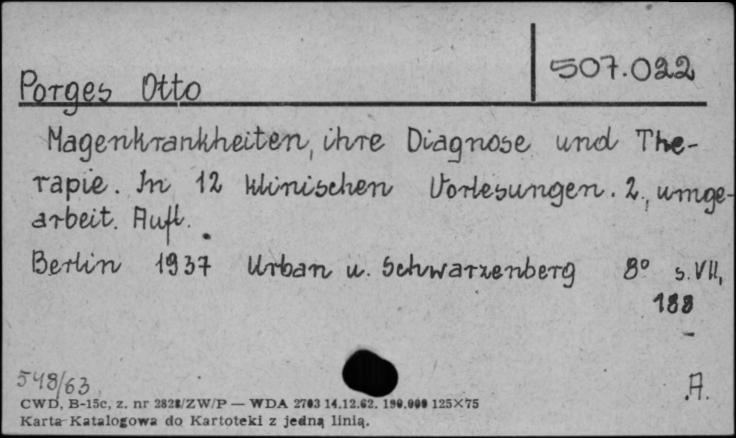 Porges Otto
507.022
Magenkrankheiten, ihre Diagnose und The-
rapie. In 12 klinischen Vorlesungen. 2., umge-
arbeit. Aufl.
Berlin 1937 Urban u. Schwarzenberg 8° s. VII,
188
548/63
A.
CWD, B-15c, z. nr 2828/ZW/P — WDA 2703 14.12.62. 190.000 125×75
Karta Katalogowa do Kartoteki z jedną linią.